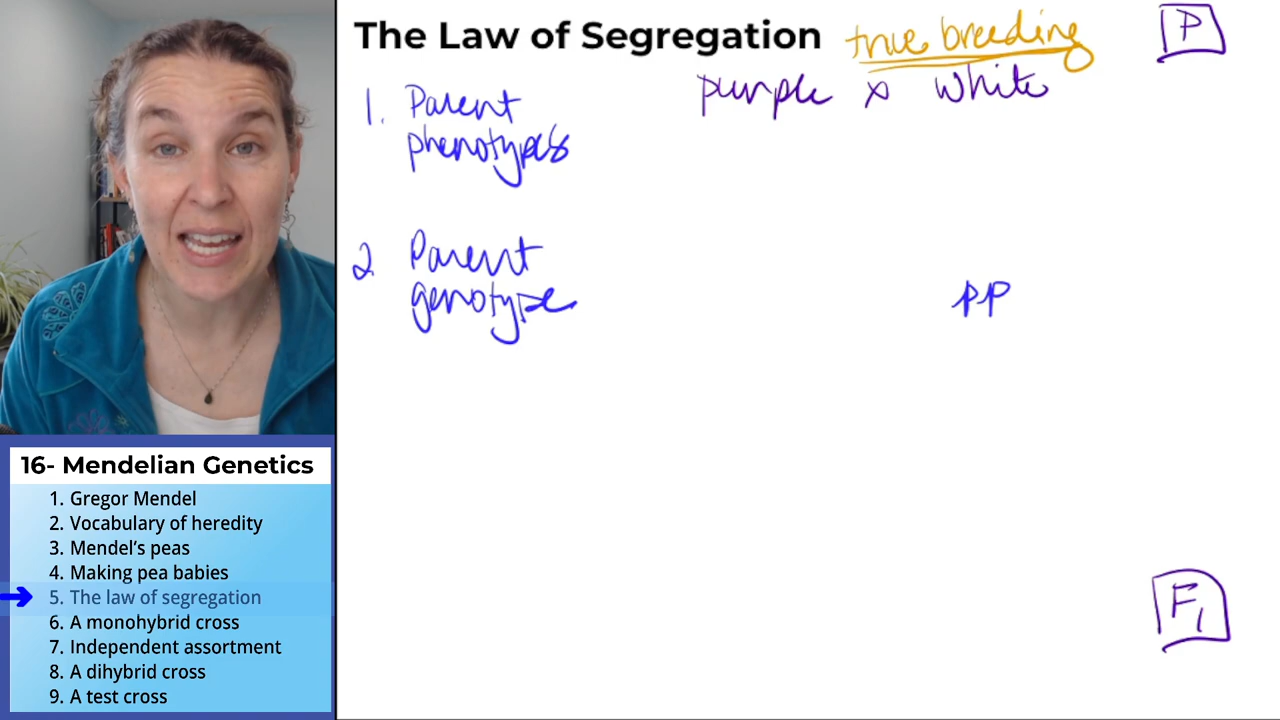 The Law of Segregation true breeding P
purple x white
1. Parent
phenotypes
2 Parent
genotype
pp
F1
16- Mendelian Genetics
1. Gregor Mendel
2. Vocabulary of heredity
3. Mendel's peas
4. Making pea babies
5. The law of segregation
6. A monohybrid cross
7. Independent assortment
8. A dihybrid cross
9. A test cross